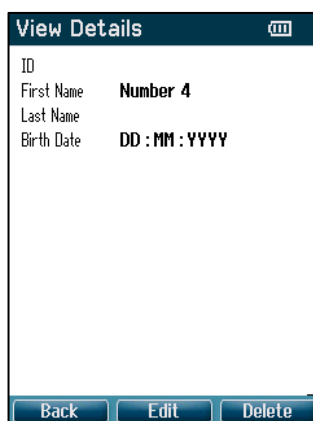 View Details
ID
First Name Number 4
Last Name
Birth Date DD : MM : YYYY
Back Edit Delete